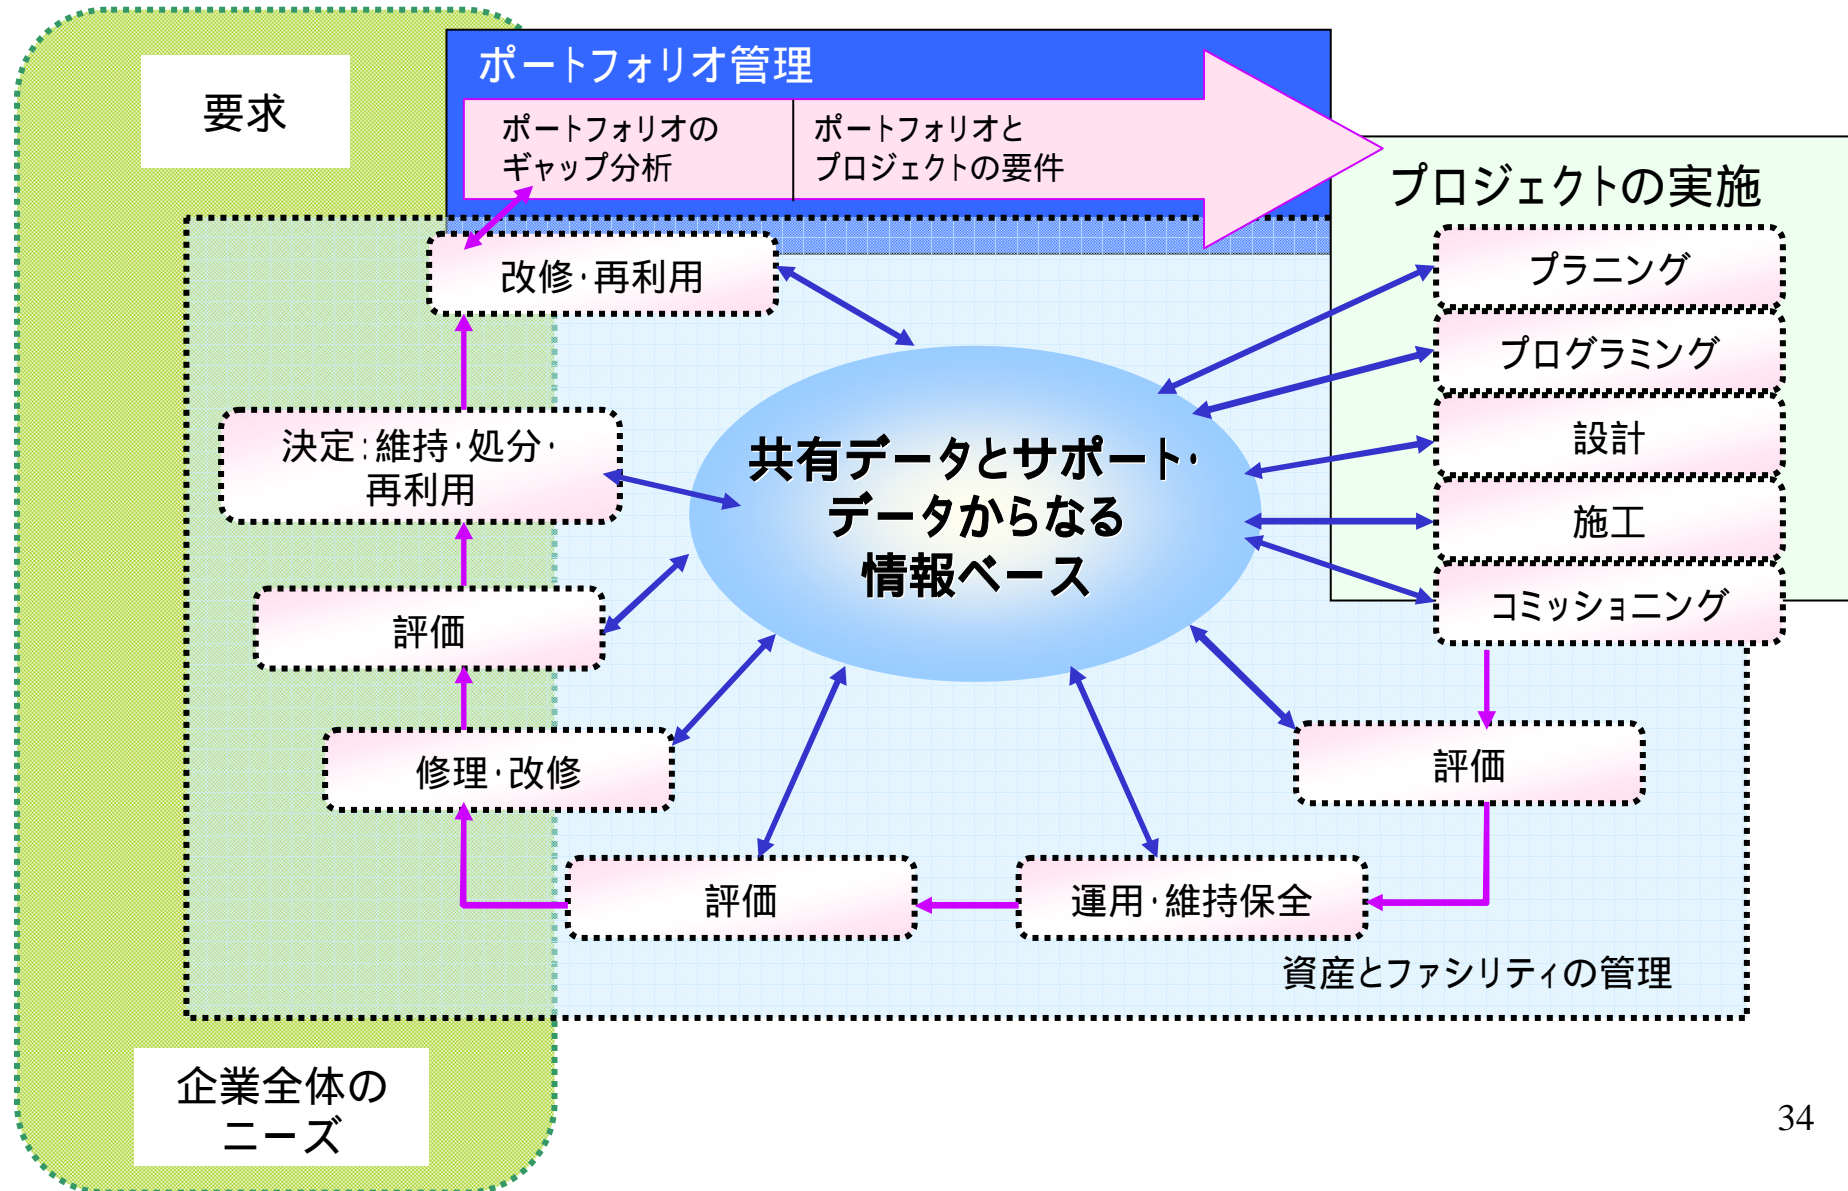 要求
ポートフォリオ管理
ポートフォリオの
ギャップ分析
ポートフォリオと
プロジェクトの要件
プロジェクトの実施
プラニング
プログラミング
設計
施工
コミッショニング
改修・再利用
決定:維持・処分・
再利用
評価
修理・改修
評価
運用・維持保全
評価
共有データとサポート・
データからなる
情報ベース
資産とファシリティの管理
企業全体の
ニーズ
34